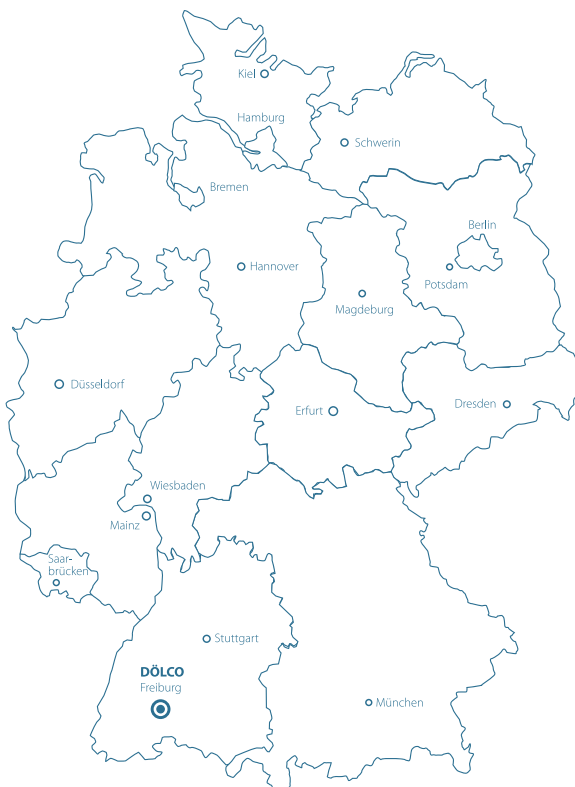 Kiel
Hamburg
Schwerin
Bremen
Berlin
Hannover
Potsdam
Magdeburg
Düsseldorf
Erfurt
Dresden
Wiesbaden
Mainz
Saar-
brücken
Stuttgart
DÖLCO
Freiburg
München